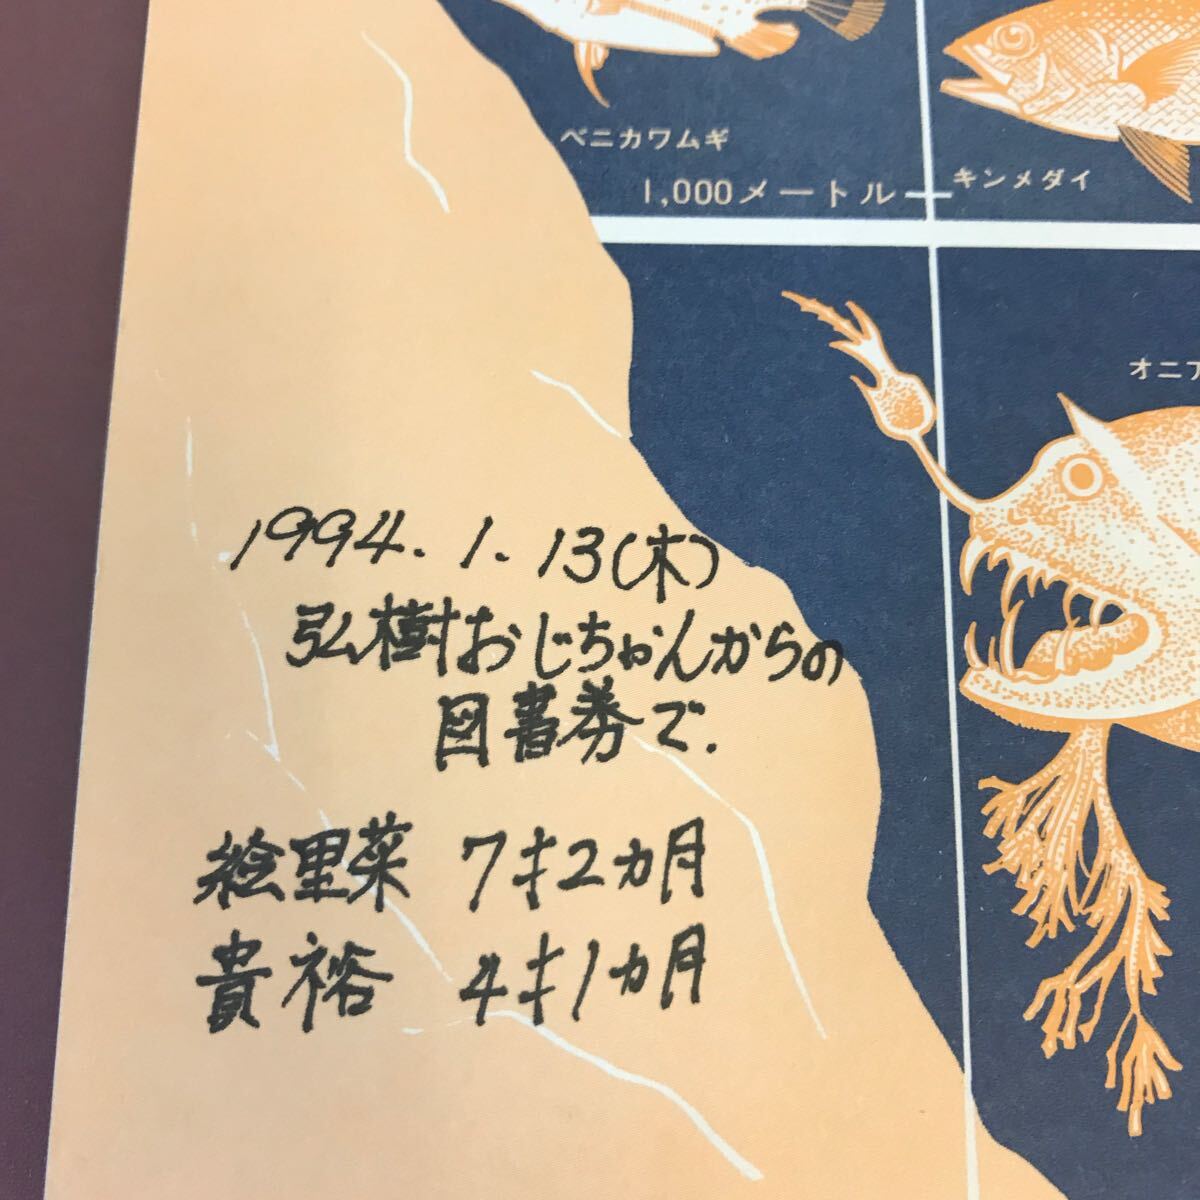 ベニカワムギ
1,000メートル
キンメダイ
オニア
1994.1.13(木)
弘樹おじちゃんからの
図書券で.
絵里菜 7才2ヵ月
貴裕 4才1ヵ月